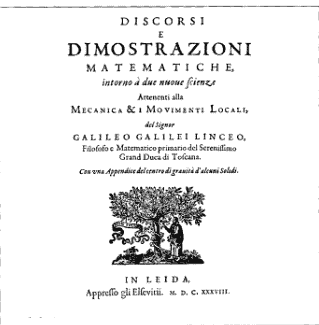 DISCORSI
E
DIMOSTRAZIONI
MATEMATICHE,
intorno à due nuoue ſcienze
Attenenti alla
MECANICA & i MOVIMENTI LOCALI,
del Signor
GALILEO GALILEI LINCEO,
Filoſofo e Matematico primario del Sereniſſimo
Grand Duca di Toſcana.
Con vna Appendice del centro di grauità d'alcuni Solidi.
IN LEIDA,
Appreſſo gli Elſevirii. M. D. C. XXXVIII.